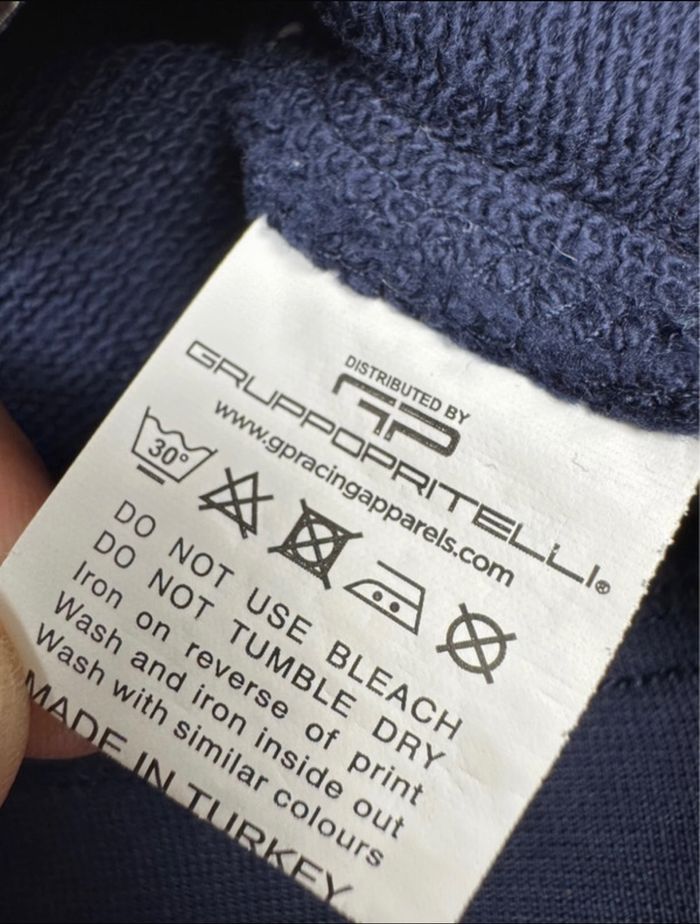 DISTRIBUTED BY
GP
GRUPPOPRITELLI®
www.gpracingapparels.com
30°
DO NOT USE BLEACH
DO NOT TUMBLE DRY
Iron on reverse of print
Wash and iron inside out
Wash with similar colours
MADE IN TURKEY